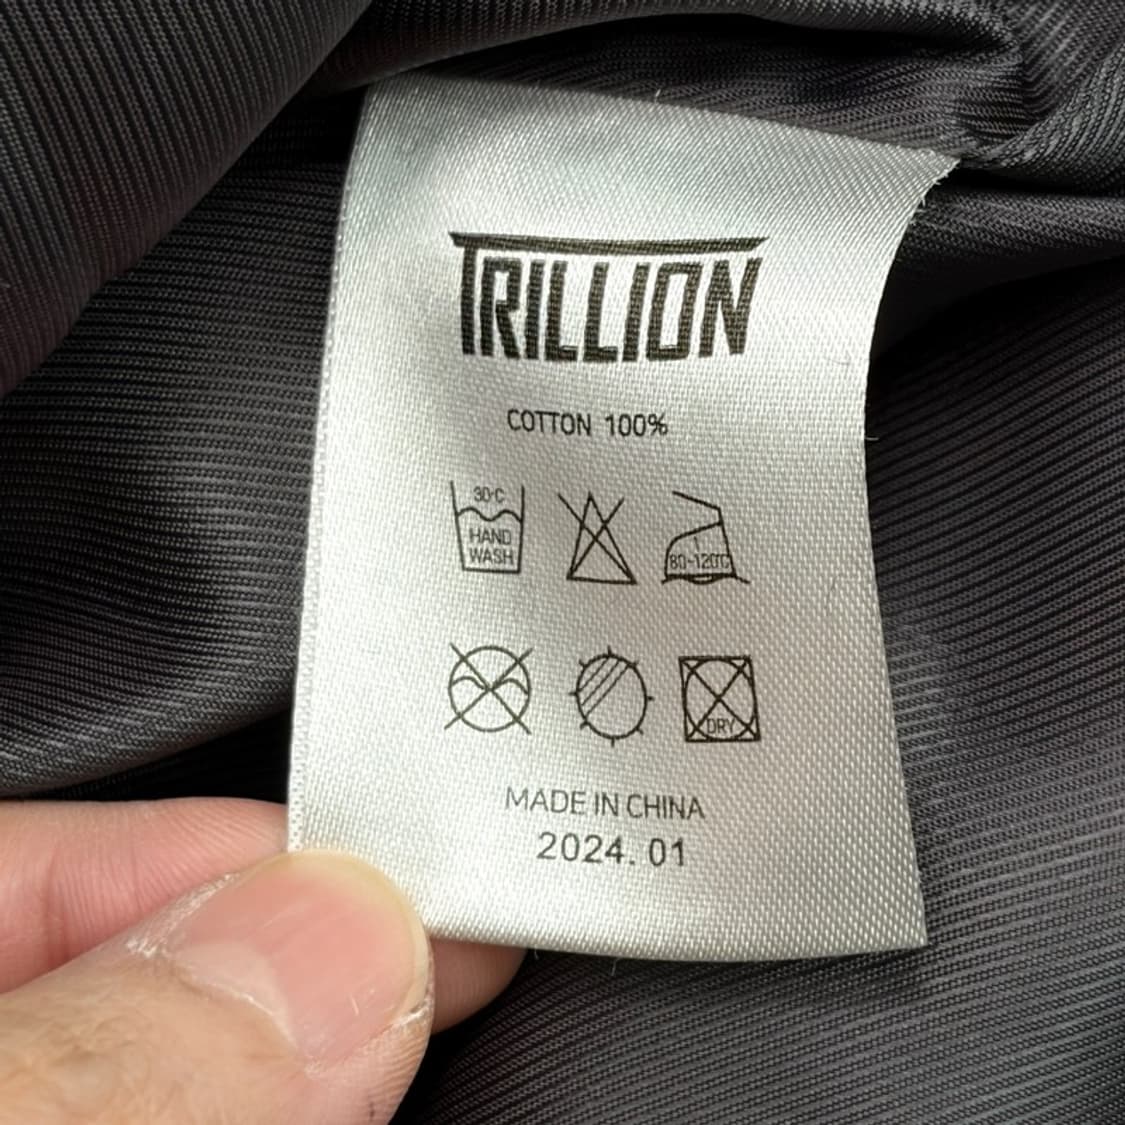 TRILLION
COTTON 100%
30°C
HAND
WASH
80~120°C
DRY
MADE IN CHINA
2024. 01